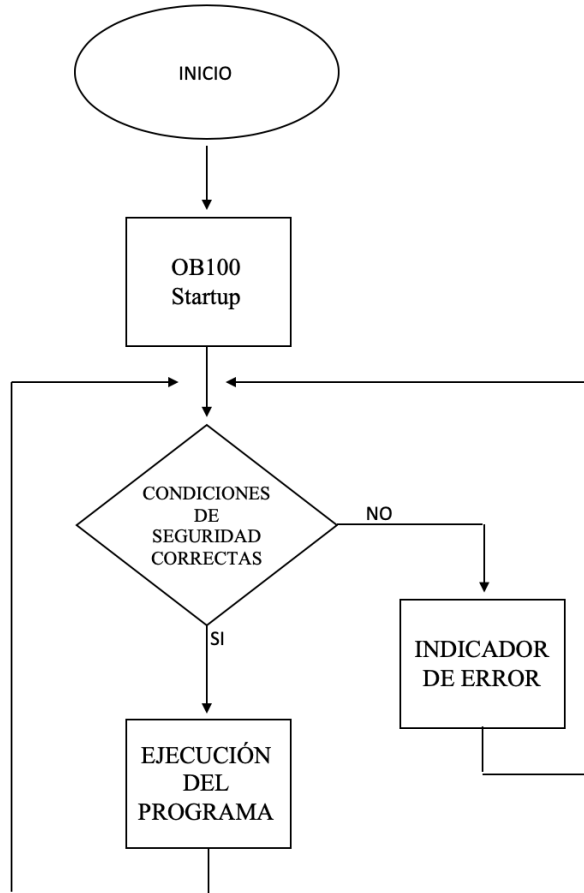 INICIO
OB100
Startup
CONDICIONES
DE
SEGURIDAD
CORRECTAS
NO
SI
INDICADOR
DE ERROR
EJECUCIÓN
DEL
PROGRAMA